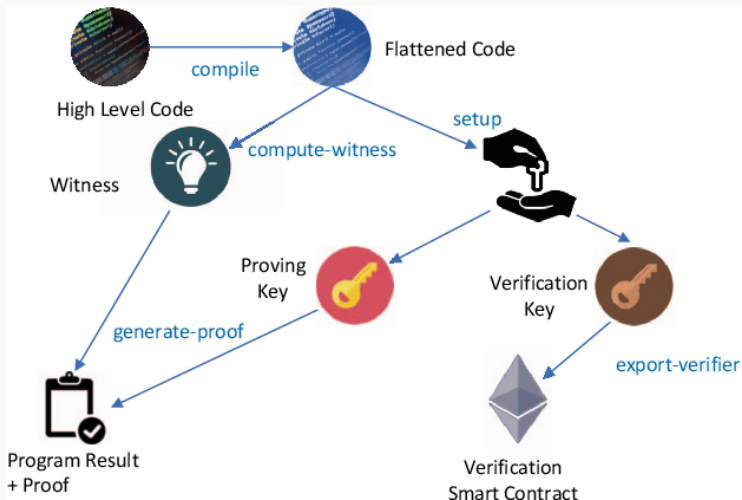 compile
Flattened Code
High Level Code
setup
compute-witness
Witness
Proving
Key
Verification
Key
generate-proof
export-verifier
Program Result
+ Proof
Verification
Smart Contract